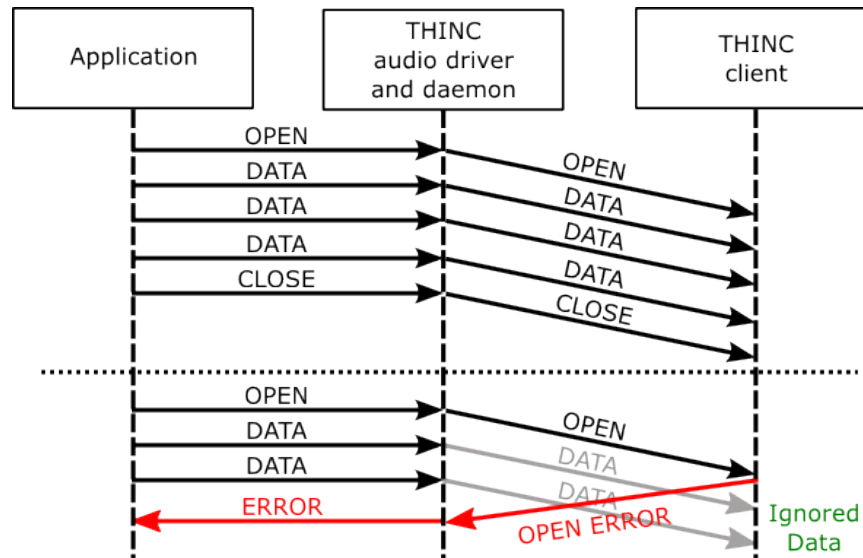 Application
THINC
audio driver
and daemon
THINC
client
OPEN
OPEN
DATA
DATA
DATA
DATA
DATA
DATA
CLOSE
CLOSE
OPEN
OPEN
DATA
DATA
DATA
DATA
ERROR
OPEN ERROR
Ignored
Data